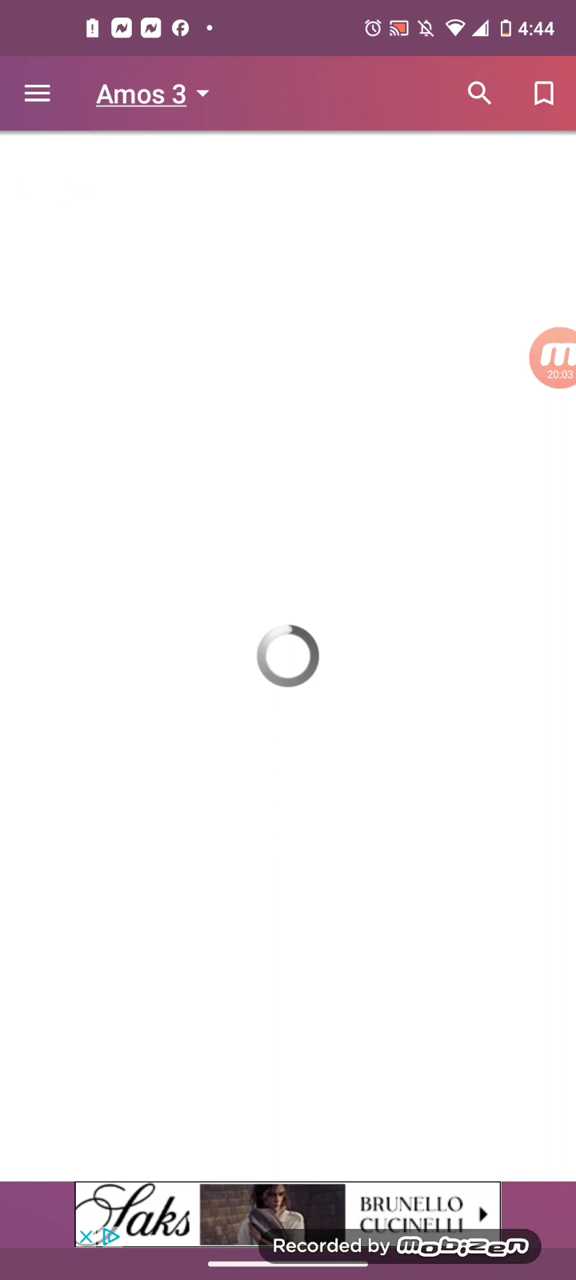 4:44
Amos 3
m
20:03
Saks
BRUNELLO
CUCINELLI
Recorded by mobizen